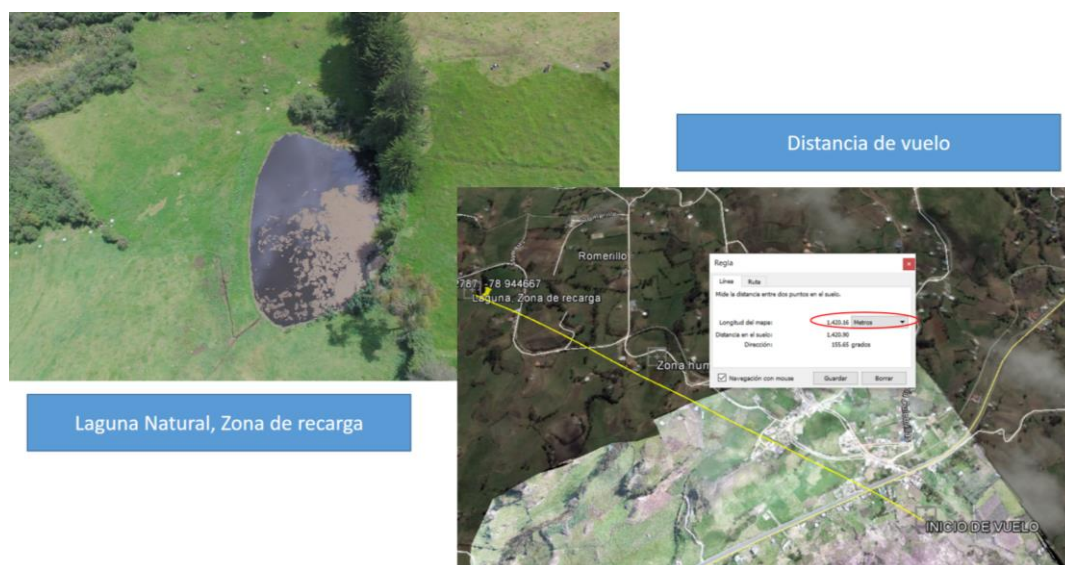 Distancia de vuelo
Laguna Natural, Zona de recarga
Romerillo
-78 944667
Laguna, Zona de recarga
INICIO DE VUELO
Regla
Línea Ruta
Mide la distancia entre dos puntos en el suelo.
Longitud del mapa: 1,420.16 Metros
Distancia en el suelo: 1,420.90
Dirección: 155.65 grados
Navegación con mouse Guardar Borrar
Zona